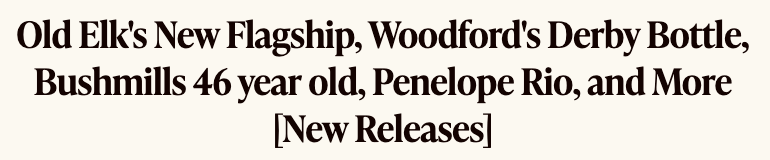 Old Elk's New Flagship, Woodford's Derby Bottle,
Bushmills 46 year old, Penelope Rio, and More
[New Releases]